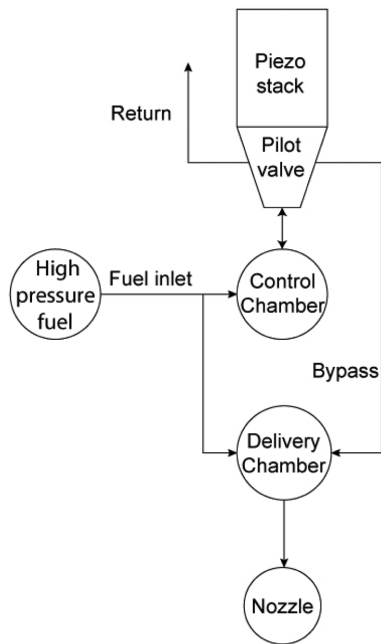 Piezo
stack
Return
Pilot
valve
High
pressure
fuel
Fuel inlet
Control
Chamber
Bypass
Delivery
Chamber
Nozzle